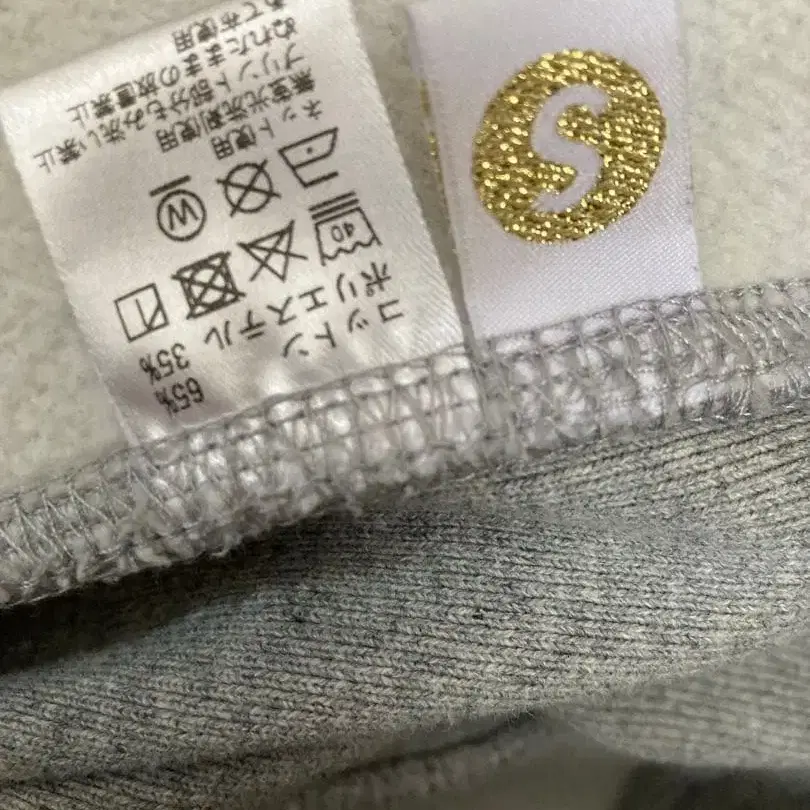 コットン 65%
ポリエステル 35%
40
W
ネット使用
無蛍光洗剤使用
プリント部分もみ洗い禁止
ぬれたままの放置禁止
あて布使用
S